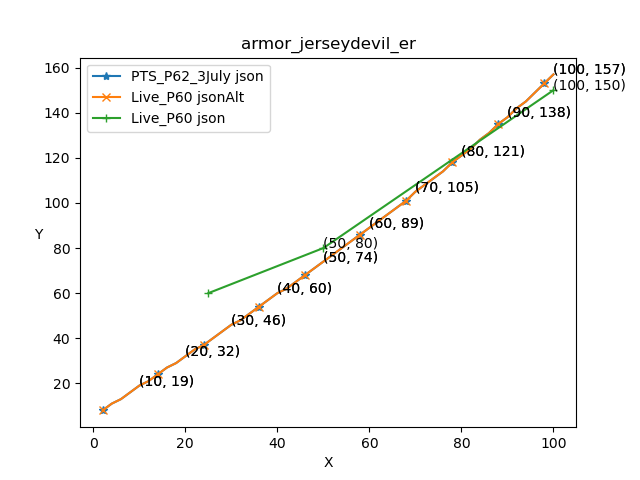 armor_jerseydevil_er
PTS_P62_3July json
Live_P60 jsonAlt
Live_P60 json
(100, 157)
(100, 150)
(90, 138)
(80, 121)
(70, 105)
(60, 89)
(50, 80)
(50, 74)
(40, 60)
(30, 46)
(20, 32)
(10, 19)
160
140
120
100
80
60
40
20
Y
0 20 40 60 80 100
X